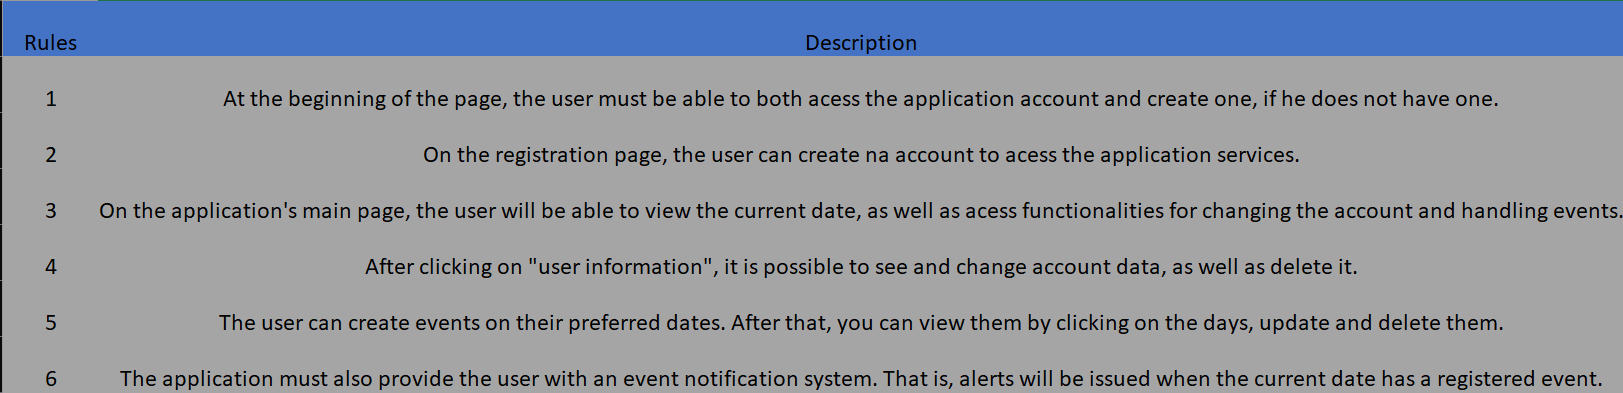 Rules Description
1 At the beginning of the page, the user must be able to both acess the application account and create one, if he does not have one.
2 On the registration page, the user can create na account to acess the application services.
3 On the application's main page, the user will be able to view the current date, as well as acess functionalities for changing the account and handling events.
4 After clicking on "user information", it is possible to see and change account data, as well as delete it.
5 The user can create events on their preferred dates. After that, you can view them by clicking on the days, update and delete them.
6 The application must also provide the user with an event notification system. That is, alerts will be issued when the current date has a registered event.